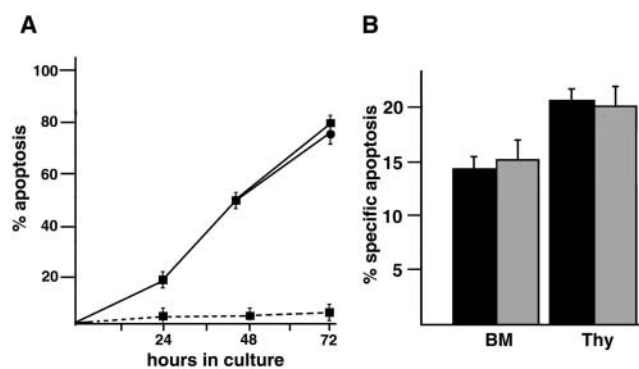 A
% apoptosis
100
80
60
40
20
24
48
72
hours in culture
B
% specific apoptosis
20
15
10
5
BM
Thy